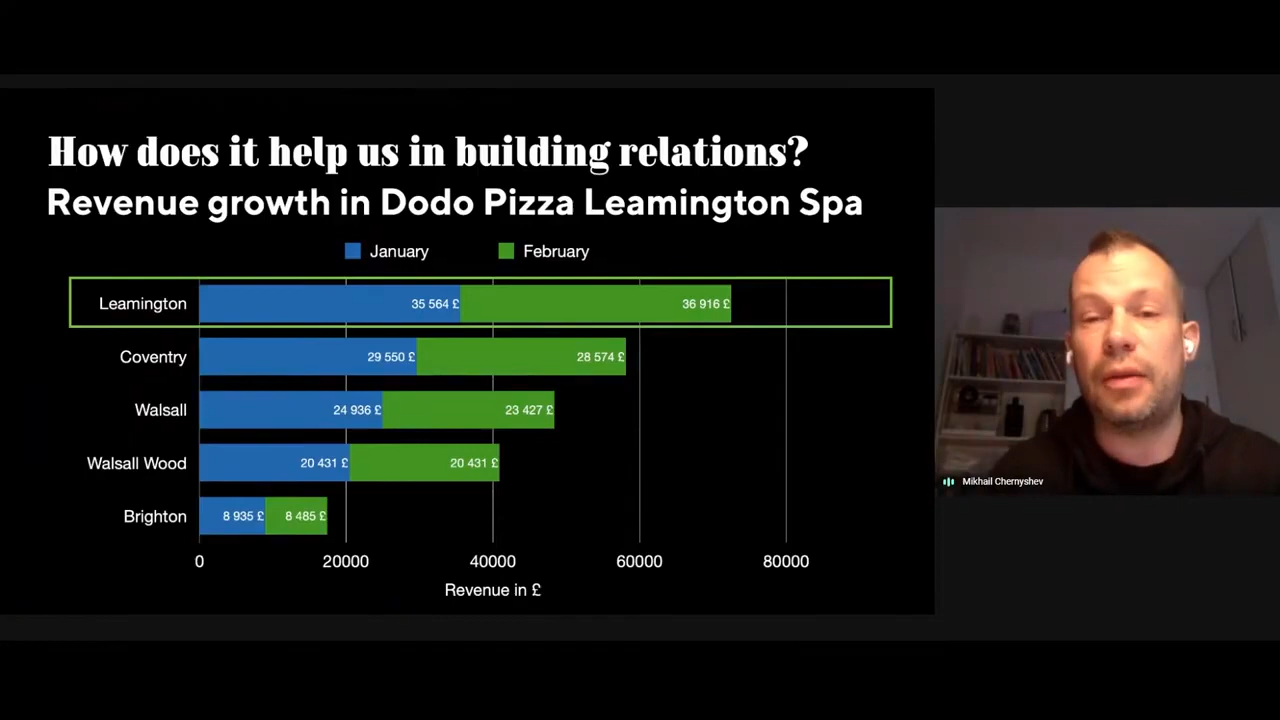 How does it help us in building relations?
Revenue growth in Dodo Pizza Leamington Spa
January February
Leamington 35 564 £ 36 916 £
Coventry 29 550 £ 28 574 £
Walsall 24 936 £ 23 427 £
Walsall Wood 20 431 £ 20 431 £
Brighton 8 935 £ 8 485 £
0 20000 40000 60000 80000
Revenue in £
Mikhail Chernyshev